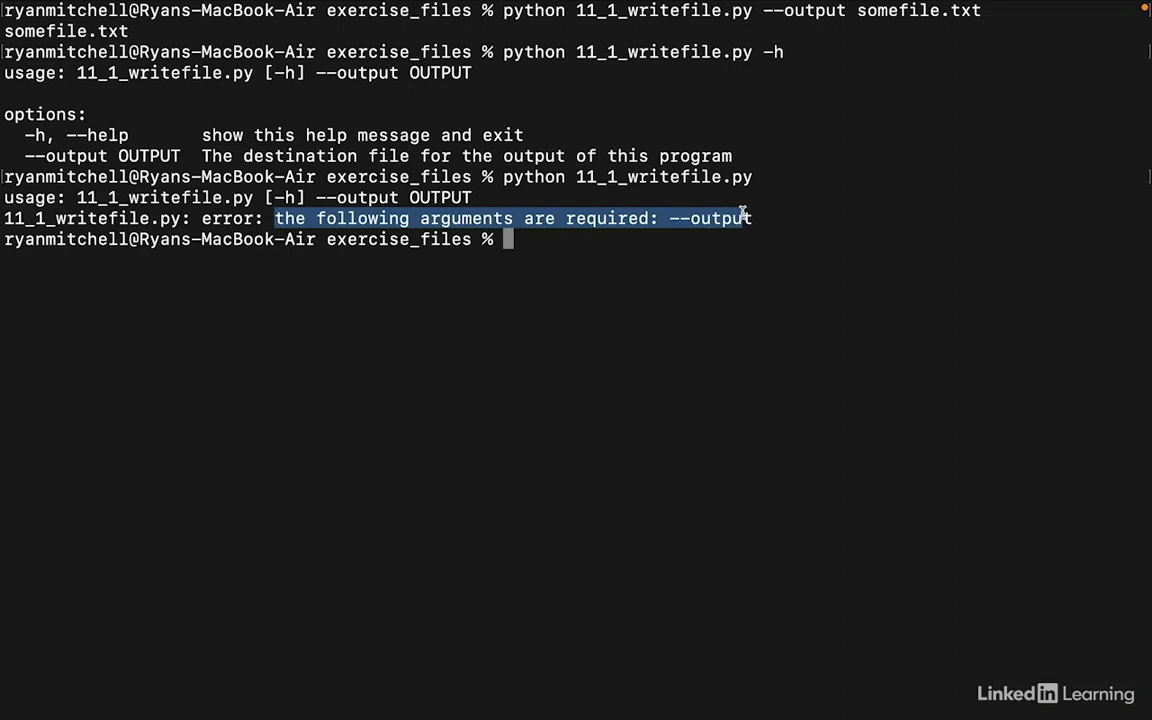 ryanmitchell@Ryans-MacBook-Air exercise_files % python 11_1_writefile.py --output somefile.txt
somefile.txt
ryanmitchell@Ryans-MacBook-Air exercise_files % python 11_1_writefile.py -h
usage: 11_1_writefile.py [-h] --output OUTPUT
options:
-h, --help show this help message and exit
--output OUTPUT The destination file for the output of this program
ryanmitchell@Ryans-MacBook-Air exercise_files % python 11_1_writefile.py
usage: 11_1_writefile.py [-h] --output OUTPUT
11_1_writefile.py: error: the following arguments are required: --output
ryanmitchell@Ryans-MacBook-Air exercise_files %
LinkedIn Learning